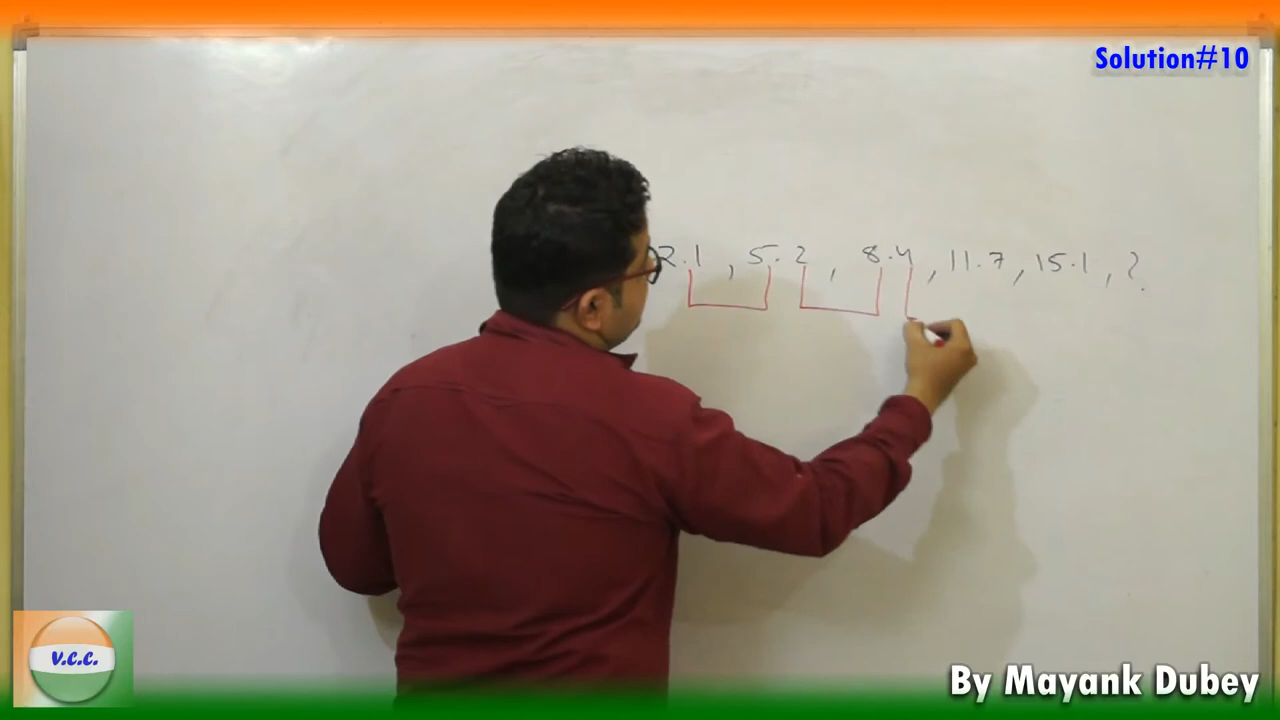 Solution#10
2.1 , 5.2 , 8.4 , 11.7 , 15.1 , ?
V.C.C.
By Mayank Dubey